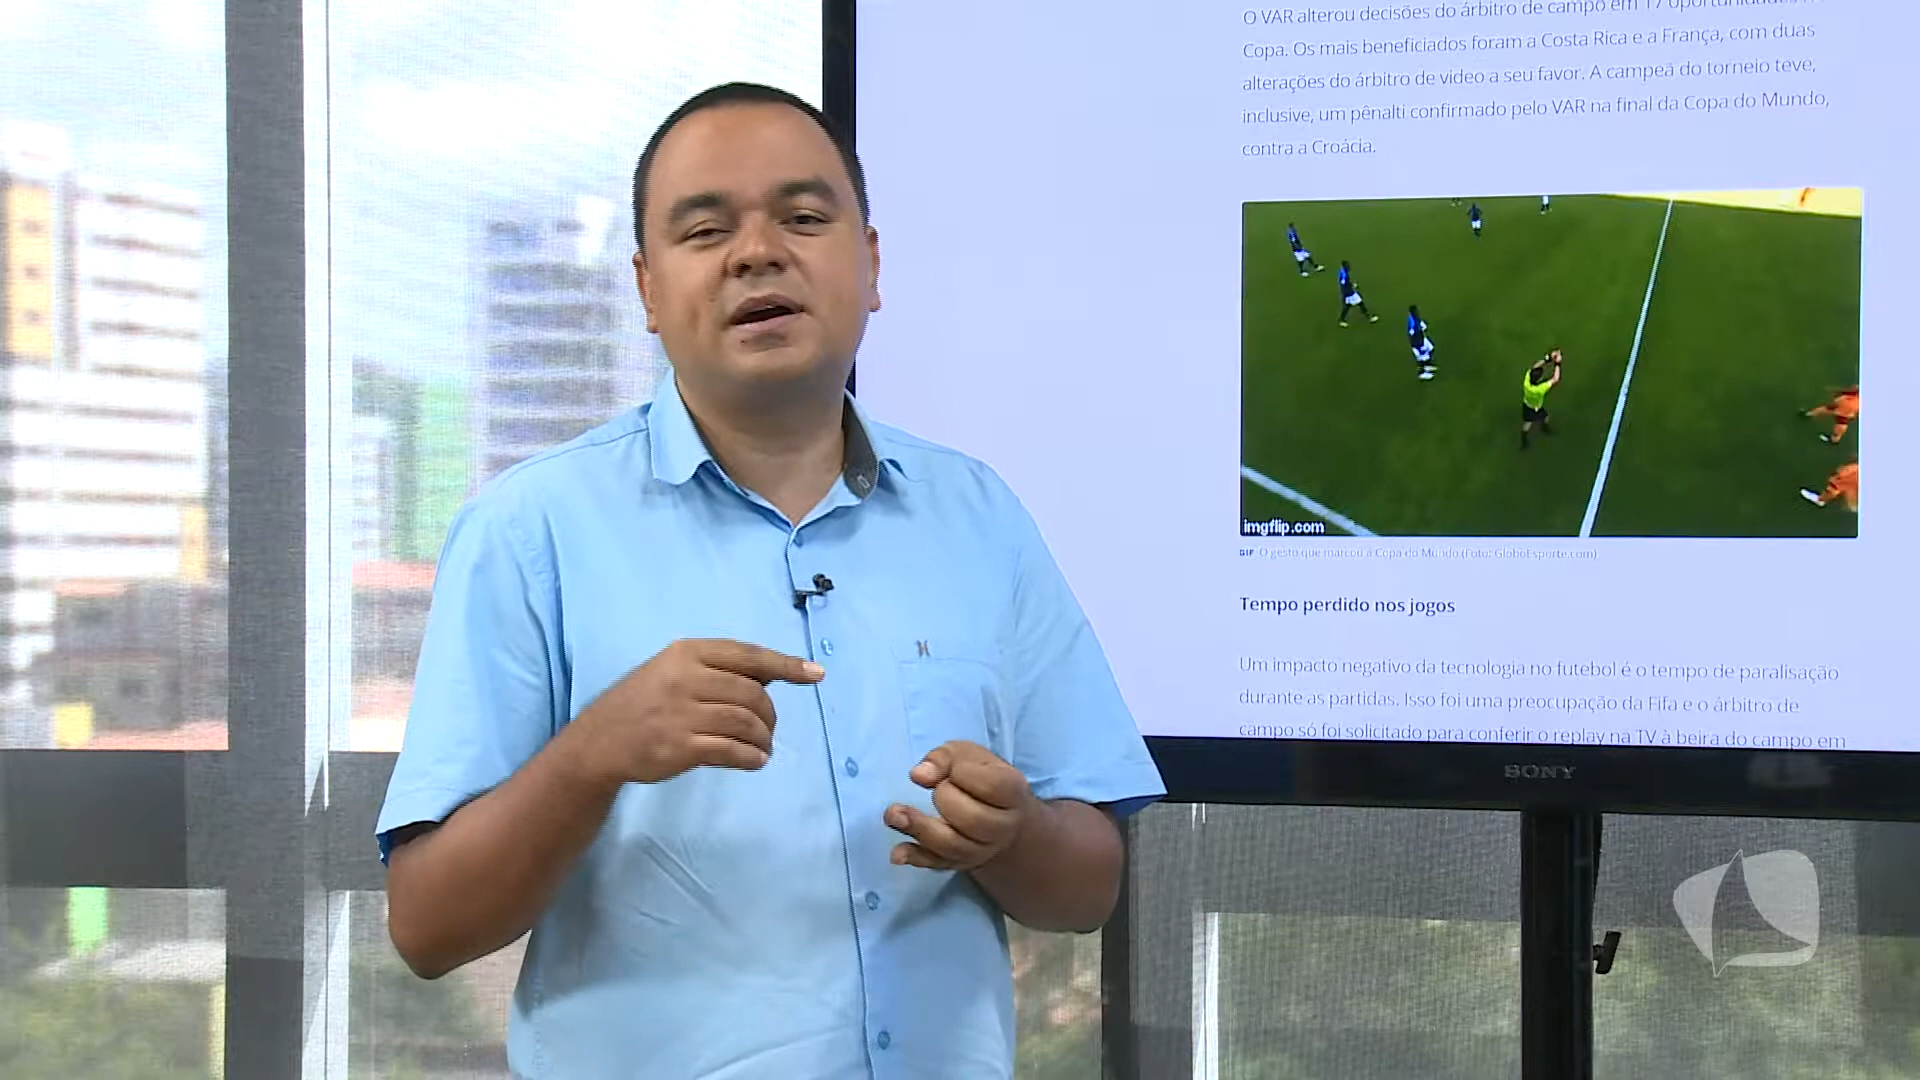 O VAR alterou decisões do árbitro de campo em 17 oportunidades
Copa. Os mais beneficiados foram a Costa Rica e a França, com duas
alterações do árbitro de video a seu favor. A campeã do torneio teve,
inclusive, um pênalti confirmado pelo VAR na final da Copa do Mundo,
contra a Croácia.
imgflip.com
GIF O gesto que marcou a Copa do Mundo (Foto: GloboEsporte.com)
Tempo perdido nos jogos
Um impacto negativo da tecnologia no futebol é o tempo de paralisação
durante as partidas. Isso foi uma preocupação da Fifa e o árbitro de
campo só foi solicitado para conferir o replay na TV à beira do campo em
SONY